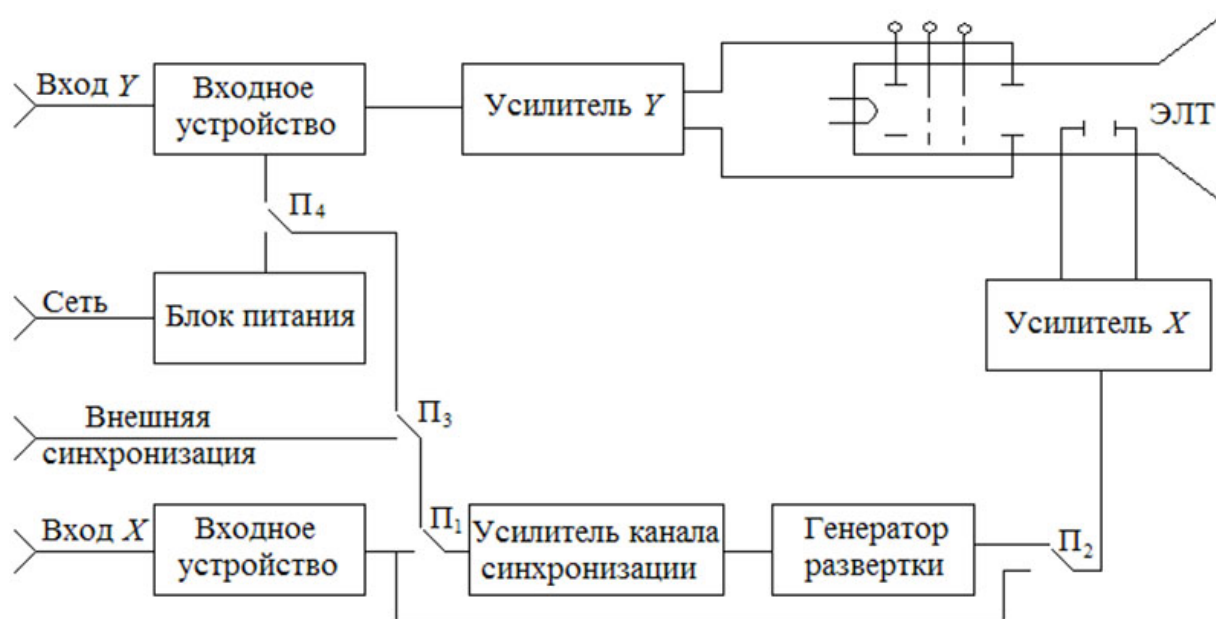 Вход Y
Входное
устройство
Усилитель Y
ЭЛТ
П4
Сеть
Блок питания
Усилитель X
Внешняя
синхронизация
П3
Вход X
Входное
устройство
П1
Усилитель канала
синхронизации
Генератор
развертки
П2